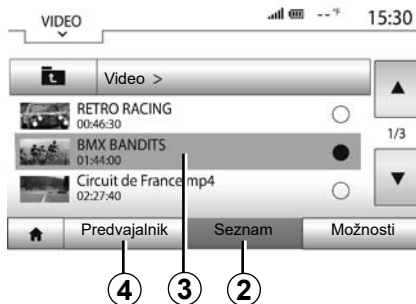 VIDEO
--°F 15:30
Video >
RETRO RACING
00:46:30
BMX BANDITS
01:44:00
1/3
Circuit de France mp4
02:27:40
Predvajalnik Seznam Možnosti
4 3 2